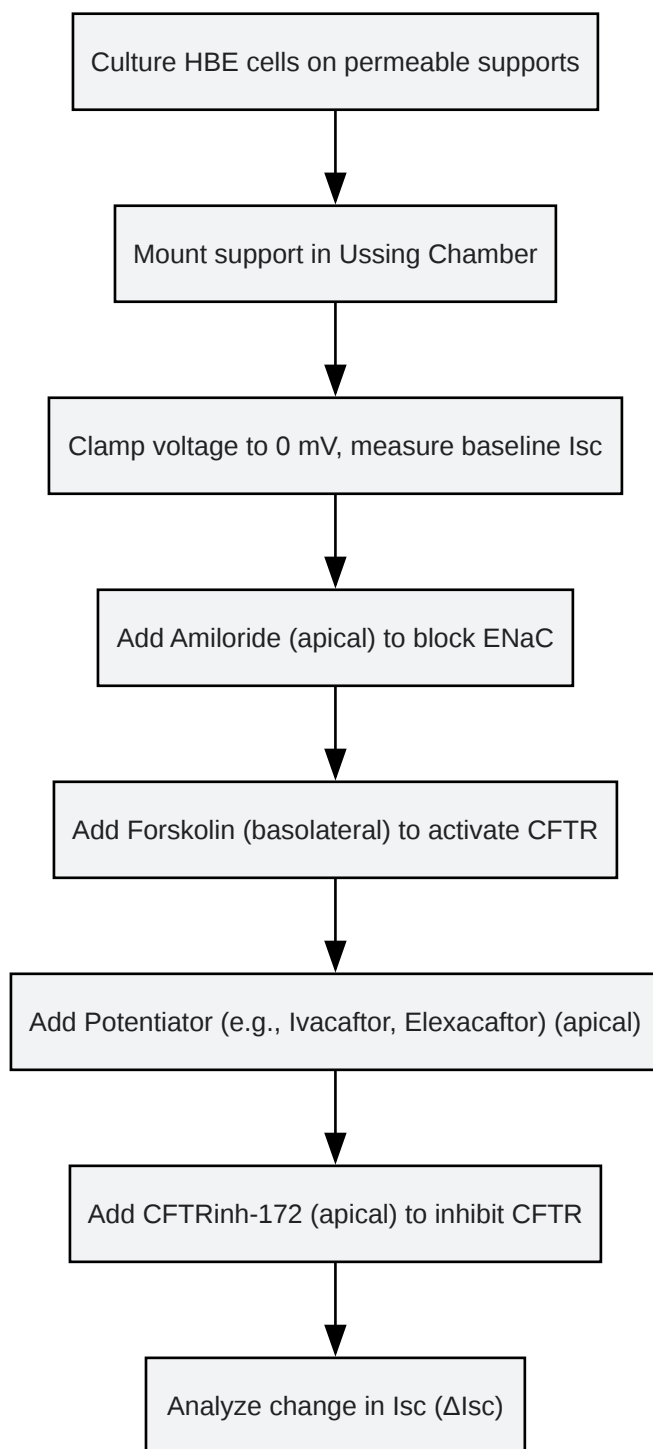 Culture HBE cells on permeable supports
Mount support in Ussing Chamber
Clamp voltage to 0 mV, measure baseline Isc
Add Amiloride (apical) to block ENaC
Add Forskolin (basolateral) to activate CFTR
Add Potentiator (e.g., Ivacaftor, Elexacaftor) (apical)
Add CFTRinh-172 (apical) to inhibit CFTR
Analyze change in Isc (ΔIsc)